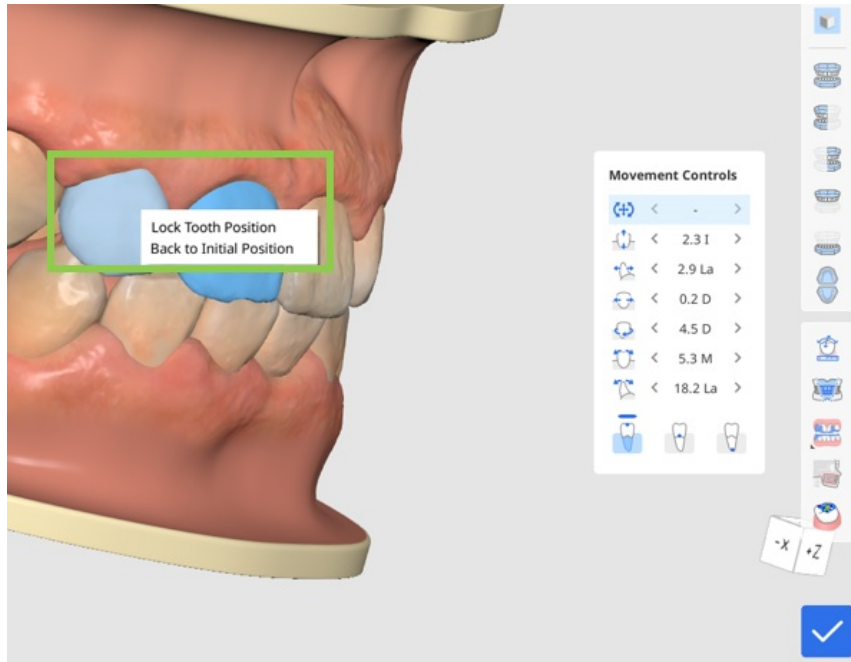 Lock Tooth Position
Back to Initial Position
Movement Controls
-
2.3 I
2.9 La
0.2 D
4.5 D
5.3 M
18.2 La
-X +Z